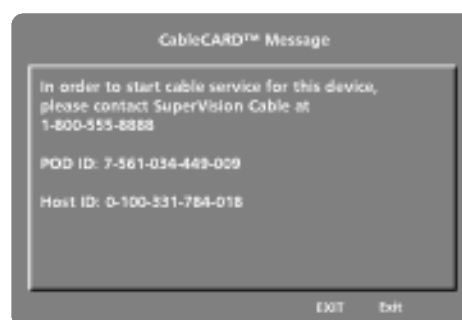 CableCARD™ Message
In order to start cable service for this device,
please contact SuperVision Cable at
1-800-555-8888
POD ID: 7-561-034-449-009
Host ID: 0-100-331-784-018
EXIT Exit